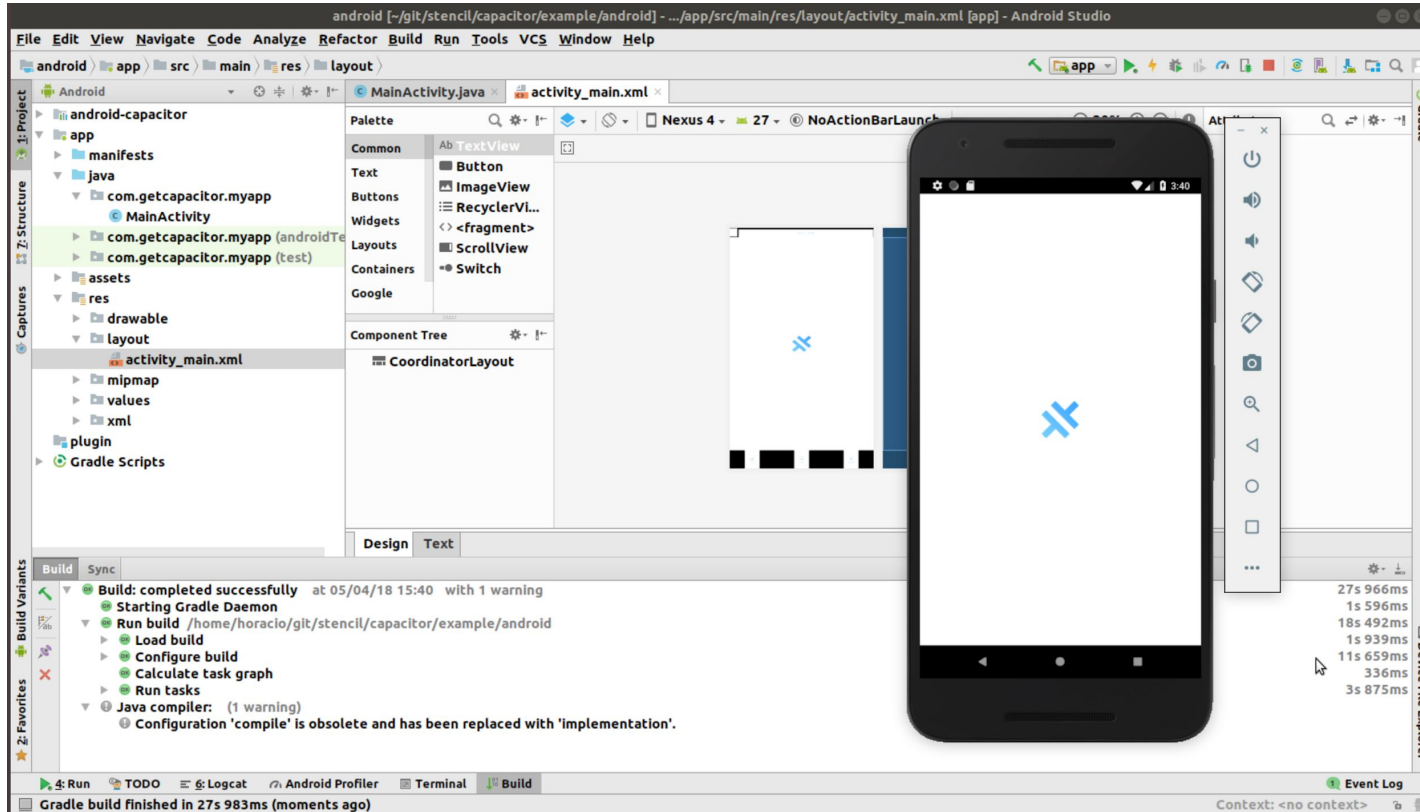 android [~/git/stencil/capacitor/example/android] - .../app/src/main/res/layout/activity_main.xml [app] - Android Studio
File Edit View Navigate Code Analyze Refactor Build Run Tools VCS Window Help
android app src main res layout
app
1: Project
7: Structure
Captures
Build Variants
2: Favorites
Android
android-capacitor
app
manifests
java
com.getcapacitor.myapp
MainActivity
com.getcapacitor.myapp (androidTe
com.getcapacitor.myapp (test)
assets
res
drawable
layout
activity_main.xml
mipmap
values
xml
plugin
Gradle Scripts
MainActivity.java
activity_main.xml
Palette
Common
Text
Buttons
Widgets
Layouts
Containers
Google
Ab TextView
Button
ImageView
RecyclerVi...
<fragment>
ScrollView
Switch
Component Tree
CoordinatorLayout
Nexus 4 27 NoActionBarLaunch
3:40
Design Text
Build Sync
Build: completed successfully at 05/04/18 15:40 with 1 warning 27s 966ms
Starting Gradle Daemon 1s 596ms
Run build /home/horacio/git/stencil/capacitor/example/android 18s 492ms
Load build 1s 939ms
Configure build 11s 659ms
Calculate task graph 336ms
Run tasks 3s 875ms
Java compiler: (1 warning)
Configuration 'compile' is obsolete and has been replaced with 'implementation'.
4: Run TODO 6: Logcat Android Profiler Terminal Build 1 Event Log
Gradle build finished in 27s 983ms (moments ago) Context: <no context>